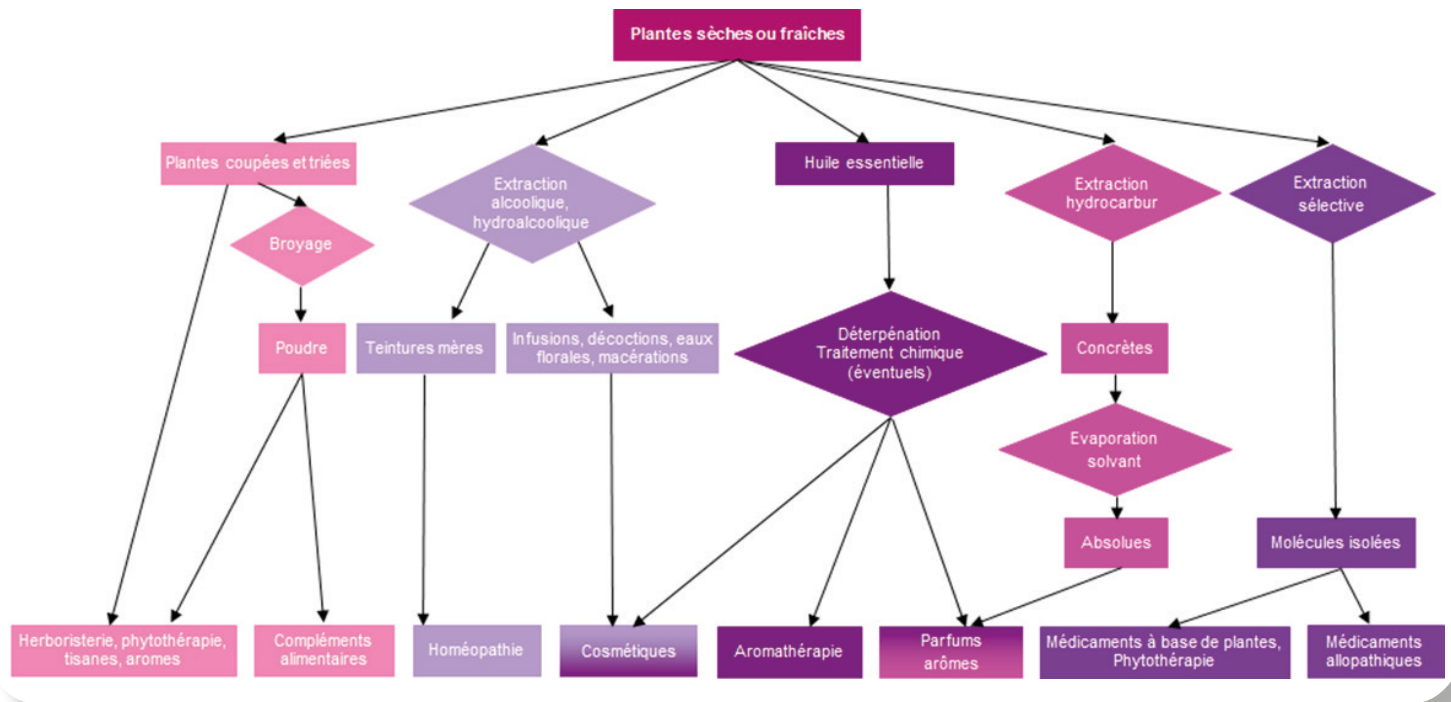 Plantes sèches ou fraîches
Plantes coupées et triées
Extraction
alcoolique,
hydroalcoolique
Huile essentielle
Extraction
hydrocarbur
Extraction
sélective
Broyage
Poudre
Teintures mères
Infusions, décoctions, eaux
florales, macérations
Déterpénation
Traitement chimique
(éventuels)
Concrètes
Evaporation
solvant
Absolues
Molécules isolées
Herboristerie, phytothérapie,
tisanes, aromes
Compléments
alimentaires
Homéopathie
Cosmétiques
Aromathérapie
Parfums
arômes
Médicaments à base de plantes,
Phytothérapie
Médicaments
allopathiques